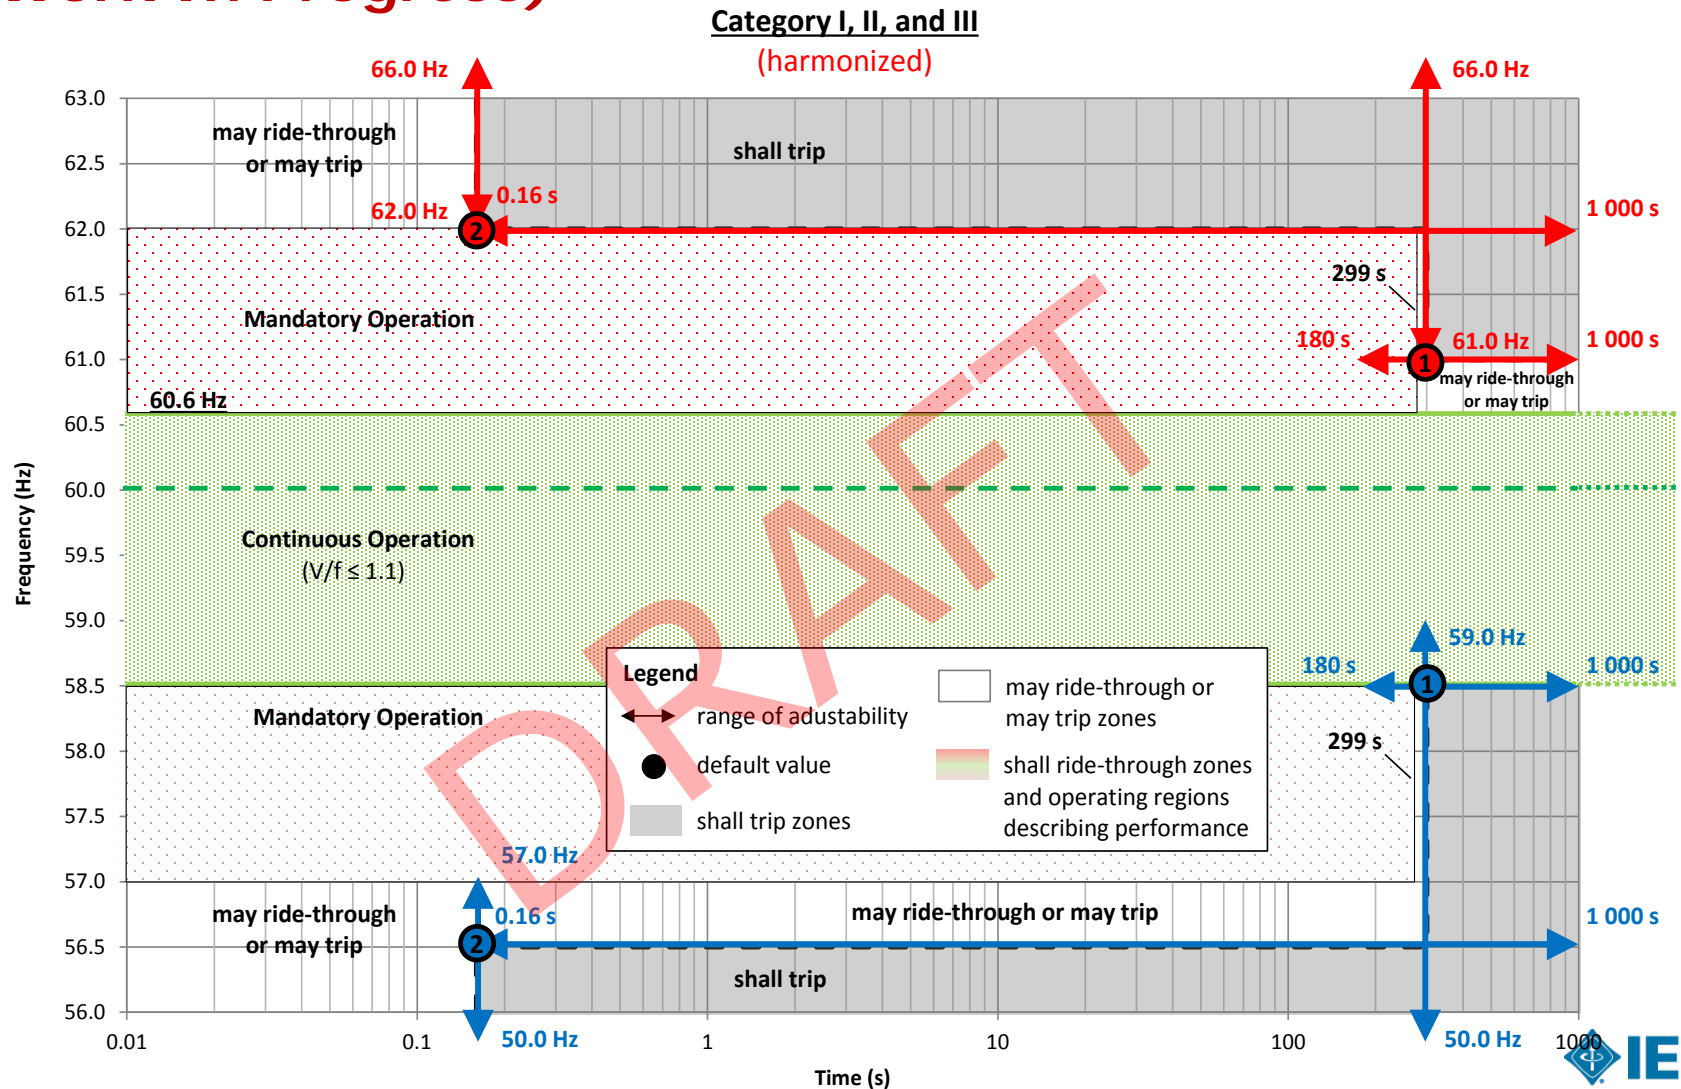 Category I, II, and III
(harmonized)
66.0 Hz
66.0 Hz
63.0
may ride-through
or may trip
shall trip
62.5
0.16 s
62.0 Hz
1 000 s
62.0
2
299 s
61.5
Mandatory Operation
180 s
61.0 Hz
1 000 s
61.0
1
may ride-through
or may trip
60.6 Hz
60.5
60.0
Frequency (Hz)
Continuous Operation
(V/f ≤ 1.1)
59.5
59.0
59.0 Hz
180 s
1 000 s
58.5
1
Legend
range of adustability
default value
shall trip zones
may ride-through or
may trip zones
shall ride-through zones
and operating regions
describing performance
Mandatory Operation
299 s
58.0
57.5
57.0 Hz
57.0
may ride-through
or may trip
0.16 s
may ride-through or may trip
1 000 s
56.5
2
shall trip
56.0
50.0 Hz
50.0 Hz
0.01
0.1
1
10
100
1000
Time (s)
DRAFT
IE